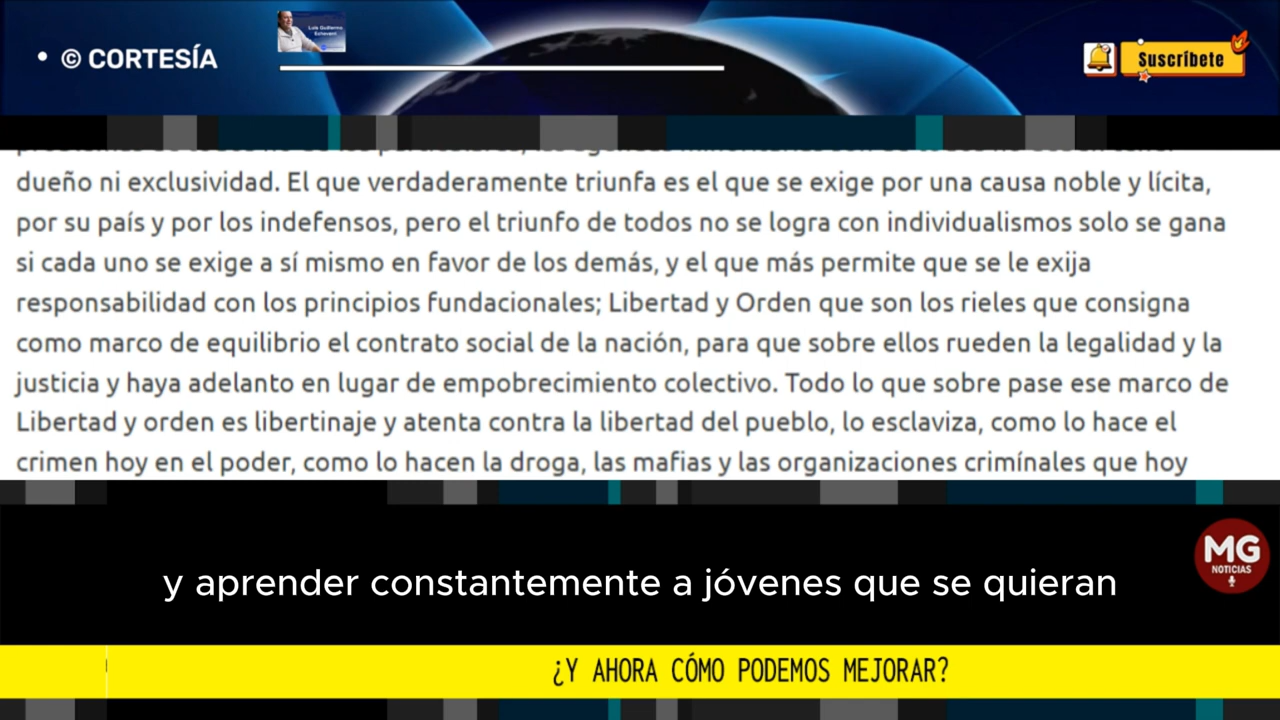 © CORTESÍA
Luis Guillermo
Echeverri
Suscríbete
dueño ni exclusividad. El que verdaderamente triunfa es el que se exige por una causa noble y lícita,
por su país y por los indefensos, pero el triunfo de todos no se logra con individualismos solo se gana
si cada uno se exige a sí mismo en favor de los demás, y el que más permite que se le exija
responsabilidad con los principios fundacionales; Libertad y Orden que son los rieles que consigna
como marco de equilibrio el contrato social de la nación, para que sobre ellos rueden la legalidad y la
justicia y haya adelanto en lugar de empobrecimiento colectivo. Todo lo que sobre pase ese marco de
Libertad y orden es libertinaje y atenta contra la libertad del pueblo, lo esclaviza, como lo hace el
crimen hoy en el poder, como lo hacen la droga, las mafias y las organizaciones crimínales que hoy
MG
NOTICIAS
y aprender constantemente a jóvenes que se quieran
¿Y AHORA CÓMO PODEMOS MEJORAR?